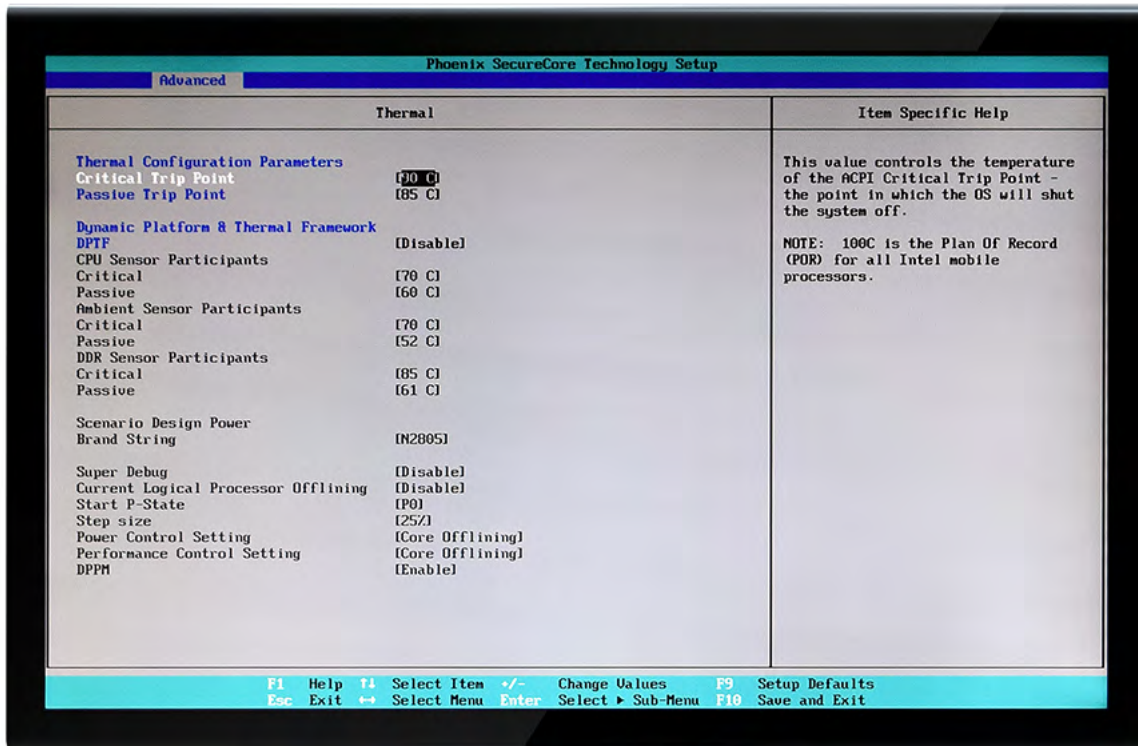 Phoenix SecureCore Technology Setup
Advanced
Thermal
Thermal Configuration Parameters
Critical Trip Point C]
Passive Trip Point [85 C]
Dynamic Platform & Thermal Framework
DPTF [Disable]
CPU Sensor Participants
Critical [70 C]
Passive [60 C]
Ambient Sensor Participants
Critical [70 C]
Passive [52 C]
DDR Sensor Participants
Critical [85 C]
Passive [61 C]
Scenario Design Power
Brand String [N2805]
Super Debug [Disable]
Current Logical Processor Offlining [Disable]
Start P-State [P0]
Step size [25%]
Power Control Setting [Core Offlining]
Performance Control Setting [Core Offlining]
DPPM [Enable]
Item Specific Help
This value controls the temperature
of the ACPI Critical Trip Point -
the point in which the OS will shut
the system off.
NOTE: 100C is the Plan Of Record
(POR) for all Intel mobile
processors.
F1 Help ↑↓ Select Item +/- Change Values F9 Setup Defaults
Esc Exit ↔ Select Menu Enter Select ▶ Sub-Menu F10 Save and Exit